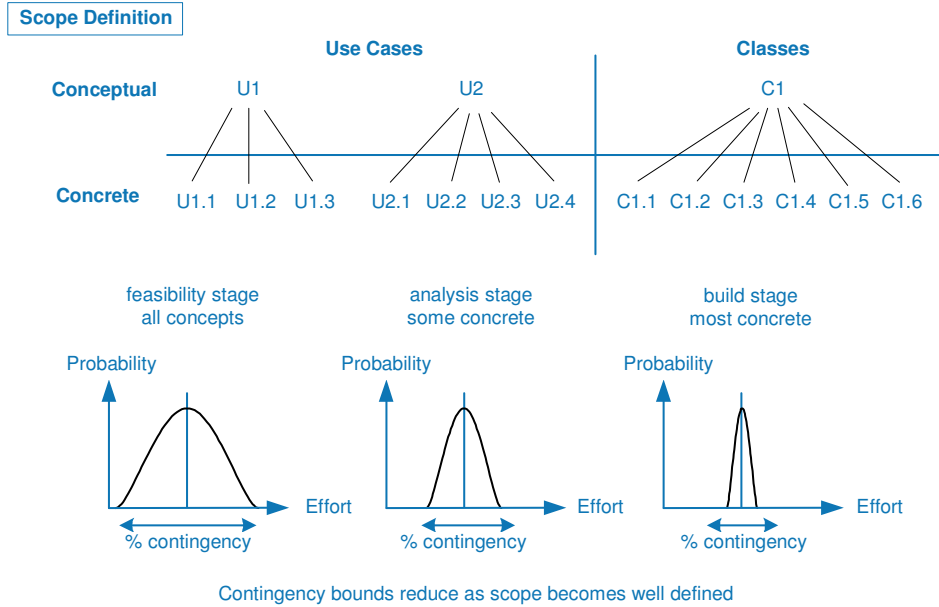 Scope Definition
Use Cases
Classes
Conceptual
U1
U2
C1
Concrete
U1.1 U1.2 U1.3 U2.1 U2.2 U2.3 U2.4 C1.1 C1.2 C1.3 C1.4 C1.5 C1.6
feasibility stage
all concepts
analysis stage
some concrete
build stage
most concrete
Probability
Effort
% contingency
Probability
Effort
% contingency
Probability
Effort
% contingency
Contingency bounds reduce as scope becomes well defined